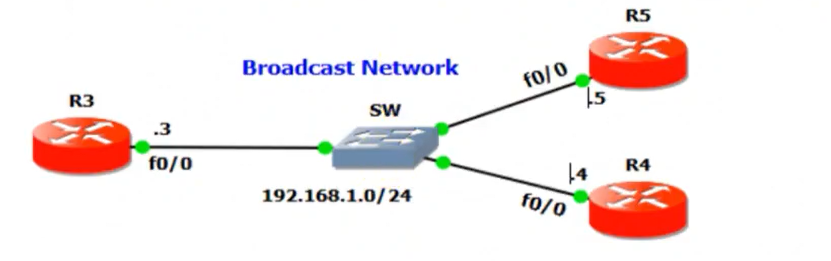 R5
Broadcast Network
f0/0
.5
R3
SW
.3
f0/0
.4
R4
192.168.1.0/24
f0/0